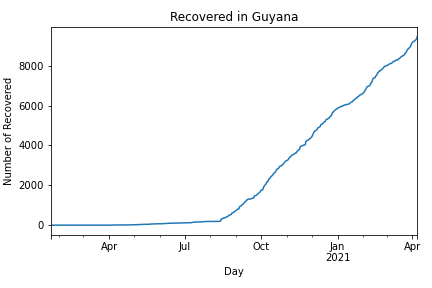 Recovered in Guyana
Number of Recovered
8000
6000
4000
2000
0
Apr
Jul
Oct
Jan
2021
Apr
Day